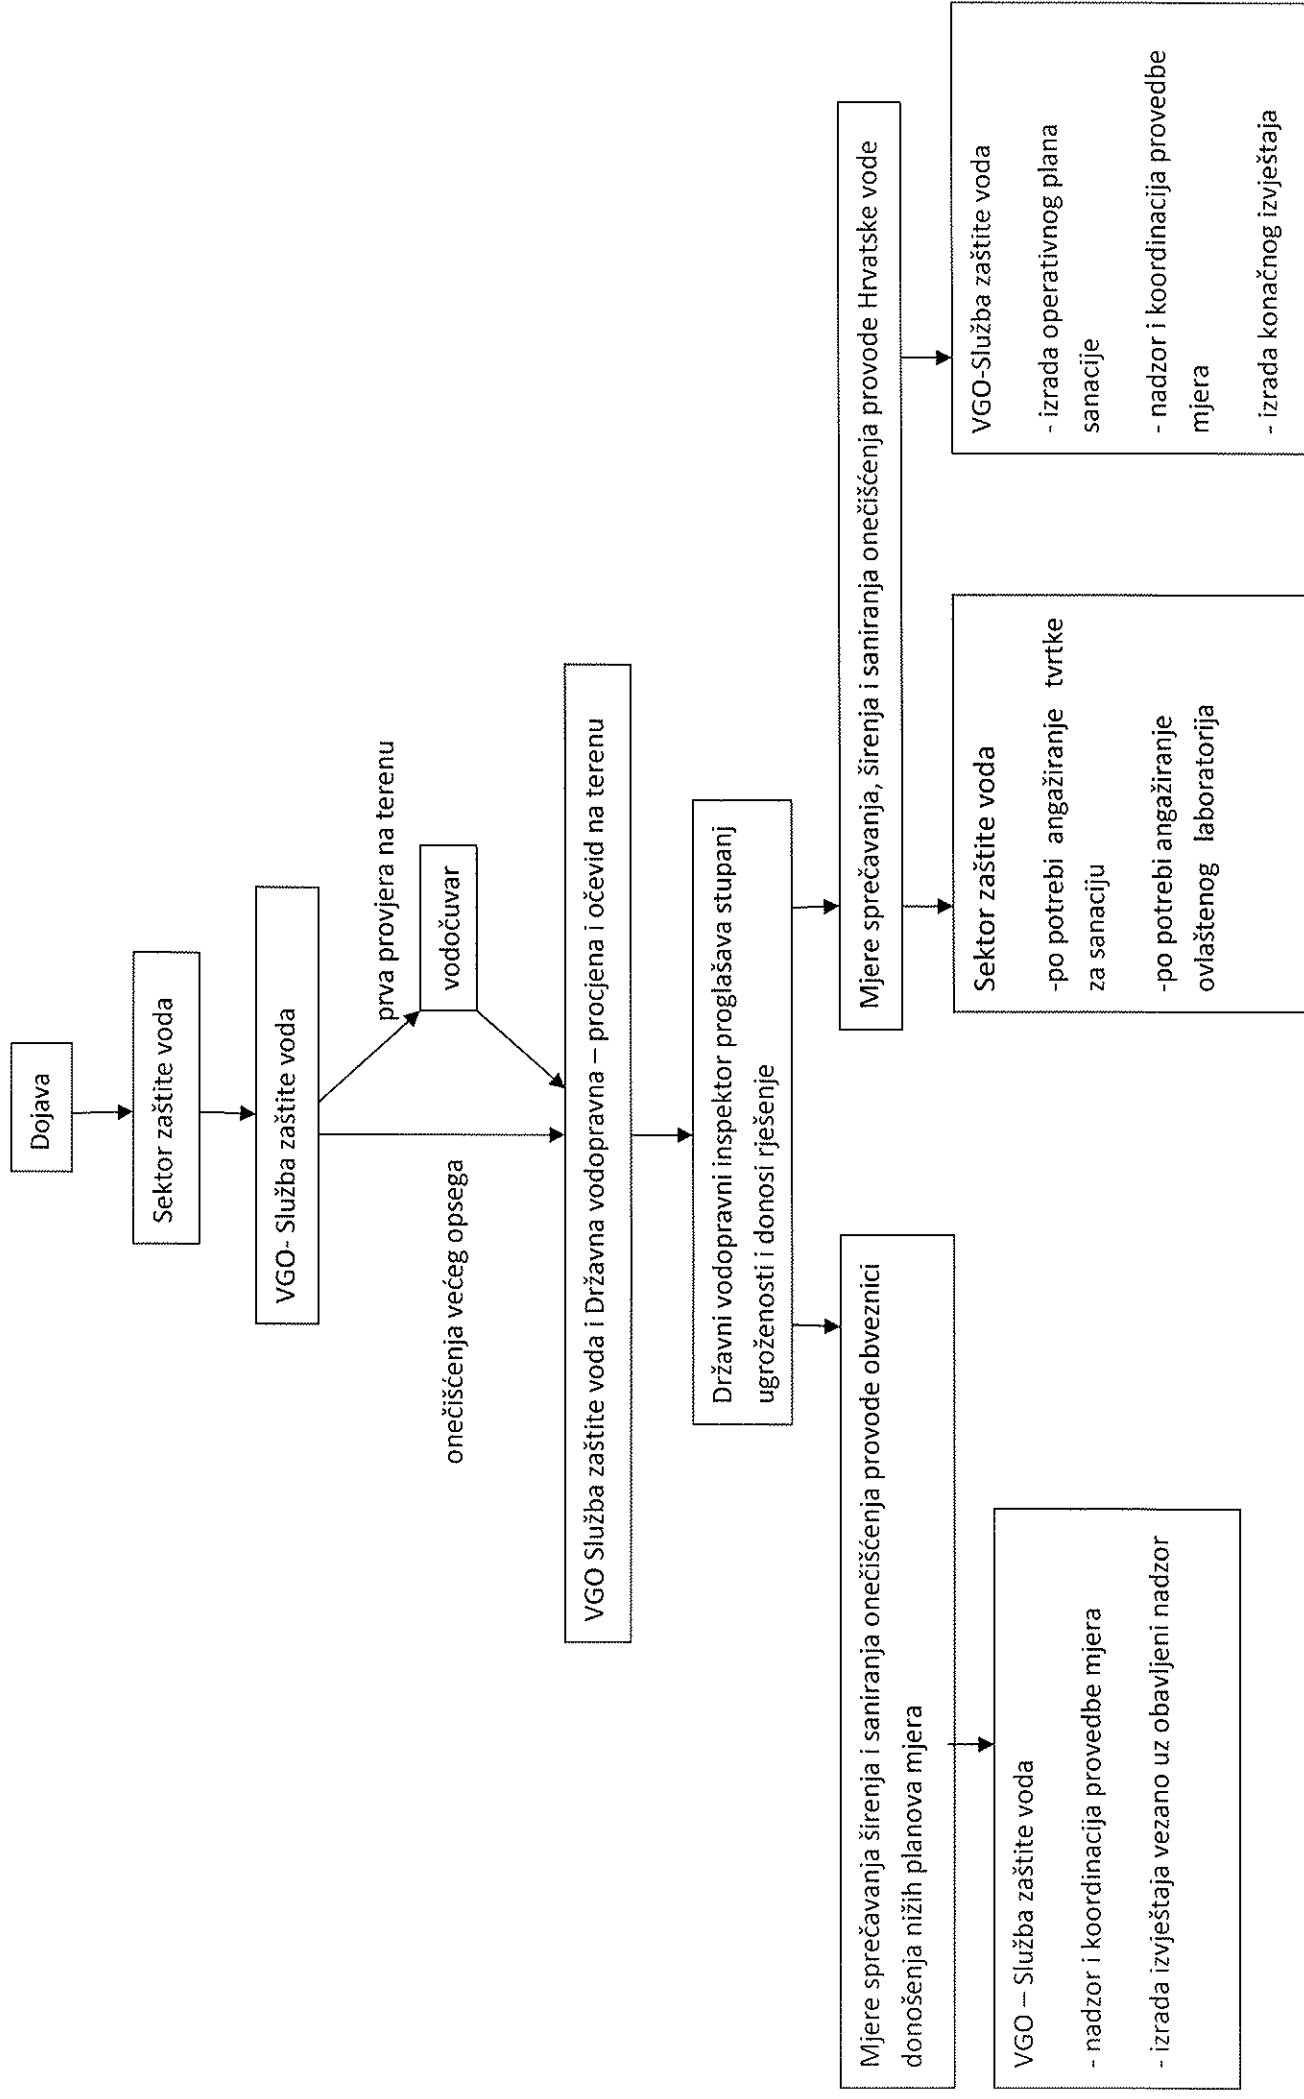 Dojava
Sektor zaštite voda
VGO- Služba zaštite voda
prva provjera na terenu
vodočuvar
onečišćenja većeg opsega
VGO Služba zaštite voda i Državna vodopravna – procjena i očevid na terenu
Državni vodopravni inspektor proglašava stupanj
ugroženosti i donosi rješenje
Mjere sprečavanja širenja i saniranja onečišćenja provode obveznici
donošenja nižih planova mjera
Mjere sprečavanja, širenja i saniranja onečišćenja provode Hrvatske vode
VGO – Služba zaštite voda
- nadzor i koordinacija provedbe mjera
- izrada izvještaja vezano uz obavljeni nadzor
Sektor zaštite voda
-po potrebi angažiranje tvrtke
za sanaciju
-po potrebi angažiranje
ovlaštenog laboratorija
VGO-Služba zaštite voda
- izrada operativnog plana
sanacije
- nadzor i koordinacija provedbe
mjera
- izrada konačnog izvještaja